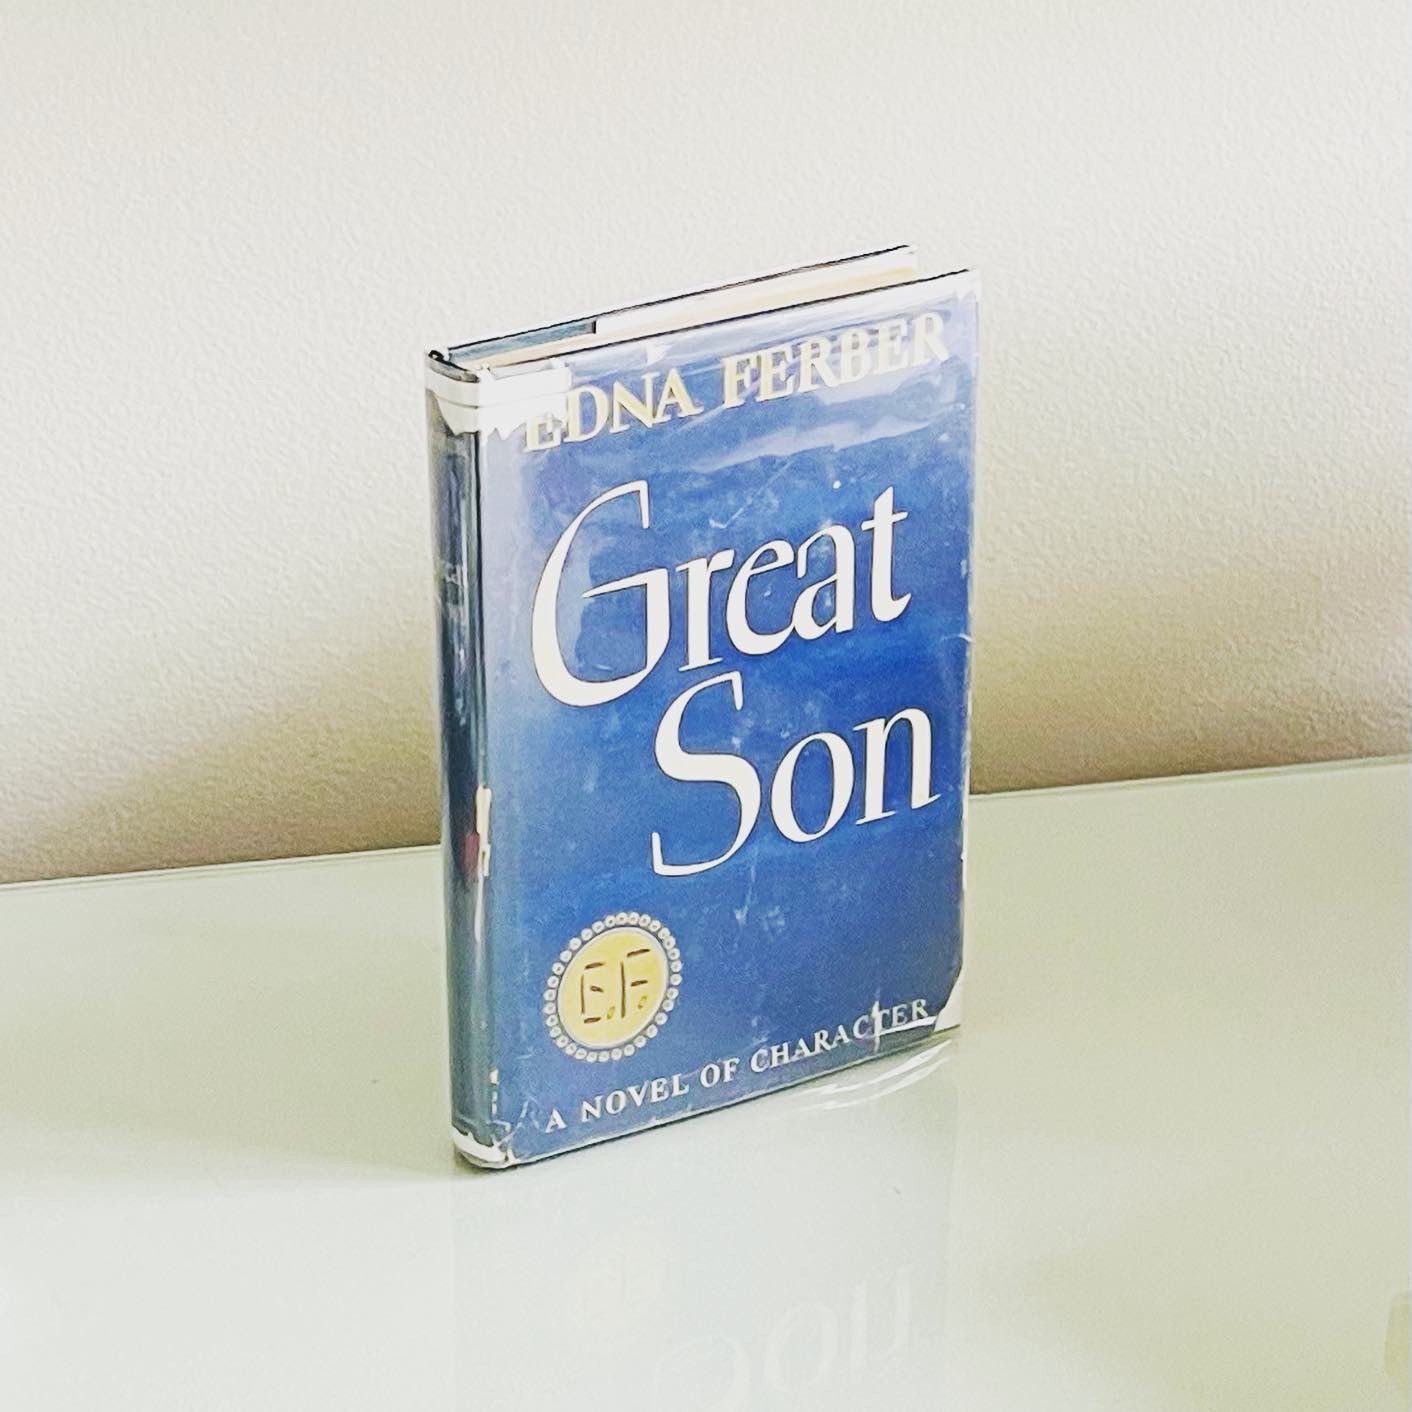 EDNA FERBER
Great
Son
E.F.
A NOVEL OF CHARACTER